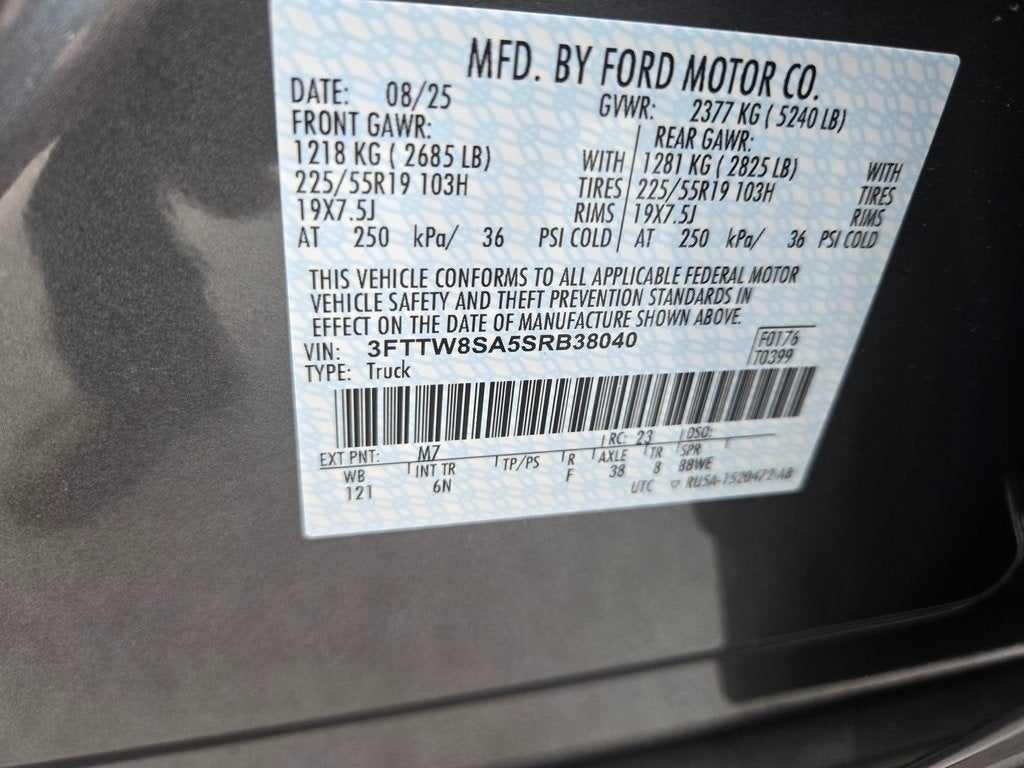 MFD. BY FORD MOTOR CO.
DATE: 08/25 GVWR: 2377 KG ( 5240 LB)
FRONT GAWR: REAR GAWR:
1218 KG ( 2685 LB) WITH 1281 KG ( 2825 LB) WITH
225/55R19 103H TIRES 225/55R19 103H TIRES
19X7.5J RIMS 19X7.5J RIMS
AT 250 kPa/ 36 PSI COLD AT 250 kPa/ 36 PSI COLD
THIS VEHICLE CONFORMS TO ALL APPLICABLE FEDERAL MOTOR
VEHICLE SAFETY AND THEFT PREVENTION STANDARDS IN
EFFECT ON THE DATE OF MANUFACTURE SHOWN ABOVE.
VIN: 3FTTW8SA5SRB38040 F0176
TYPE: Truck T0399
EXT PNT: M7 RC: 23 DSO:
WB INT TR TP/PS R AXLE TR SPR
121 6N F 38 8 BBWE
UTC ▽ RU5A-1520472-AB